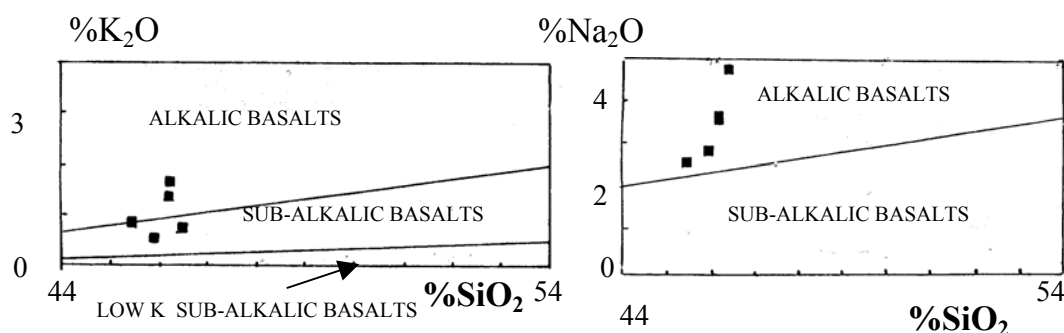 %K₂O
3
ALKALIC BASALTS
SUB-ALKALIC BASALTS
0
44
54
%SiO₂
LOW K SUB-ALKALIC BASALTS
%Na₂O
4
ALKALIC BASALTS
2
SUB-ALKALIC BASALTS
0
44
54
%SiO₂